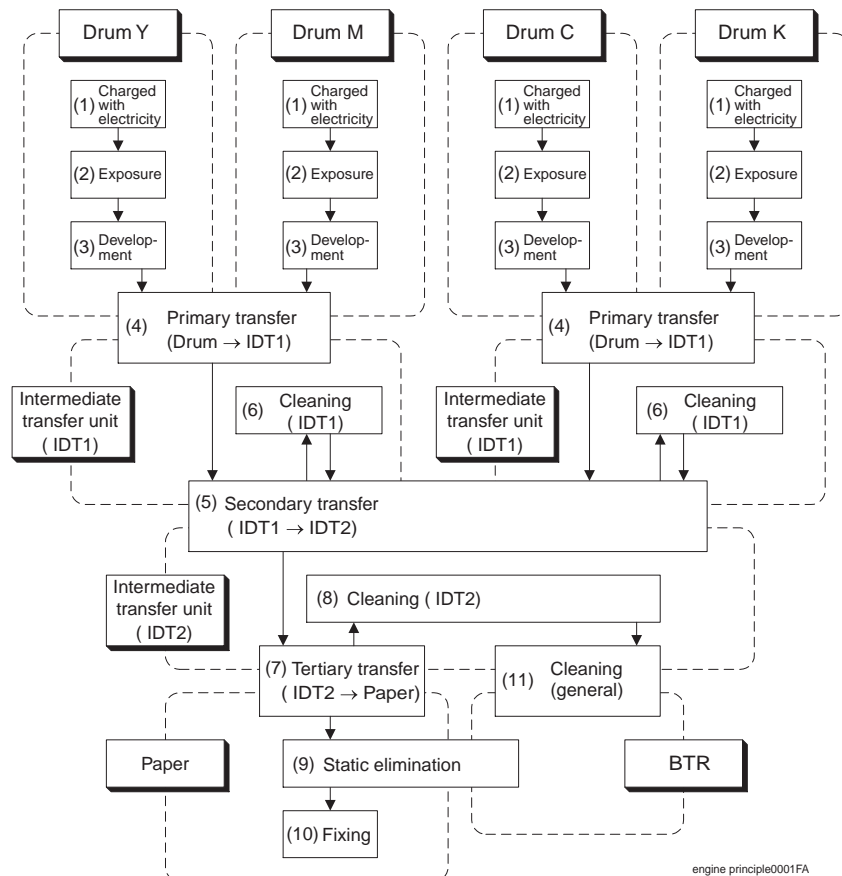 Drum Y
Drum M
Drum C
Drum K
(1) Charged
with
electricity
(1) Charged
with
electricity
(1) Charged
with
electricity
(1) Charged
with
electricity
(2) Exposure
(2) Exposure
(2) Exposure
(2) Exposure
(3) Develop-
ment
(3) Develop-
ment
(3) Develop-
ment
(3) Develop-
ment
(4) Primary transfer
(Drum → IDT1)
(4) Primary transfer
(Drum → IDT1)
Intermediate
transfer unit
( IDT1)
(6) Cleaning
( IDT1)
Intermediate
transfer unit
( IDT1)
(6) Cleaning
( IDT1)
(5) Secondary transfer
( IDT1 → IDT2)
Intermediate
transfer unit
( IDT2)
(8) Cleaning ( IDT2)
(7) Tertiary transfer
( IDT2 → Paper)
(11) Cleaning
(general)
Paper
(9) Static elimination
BTR
(10) Fixing
engine principle0001FA